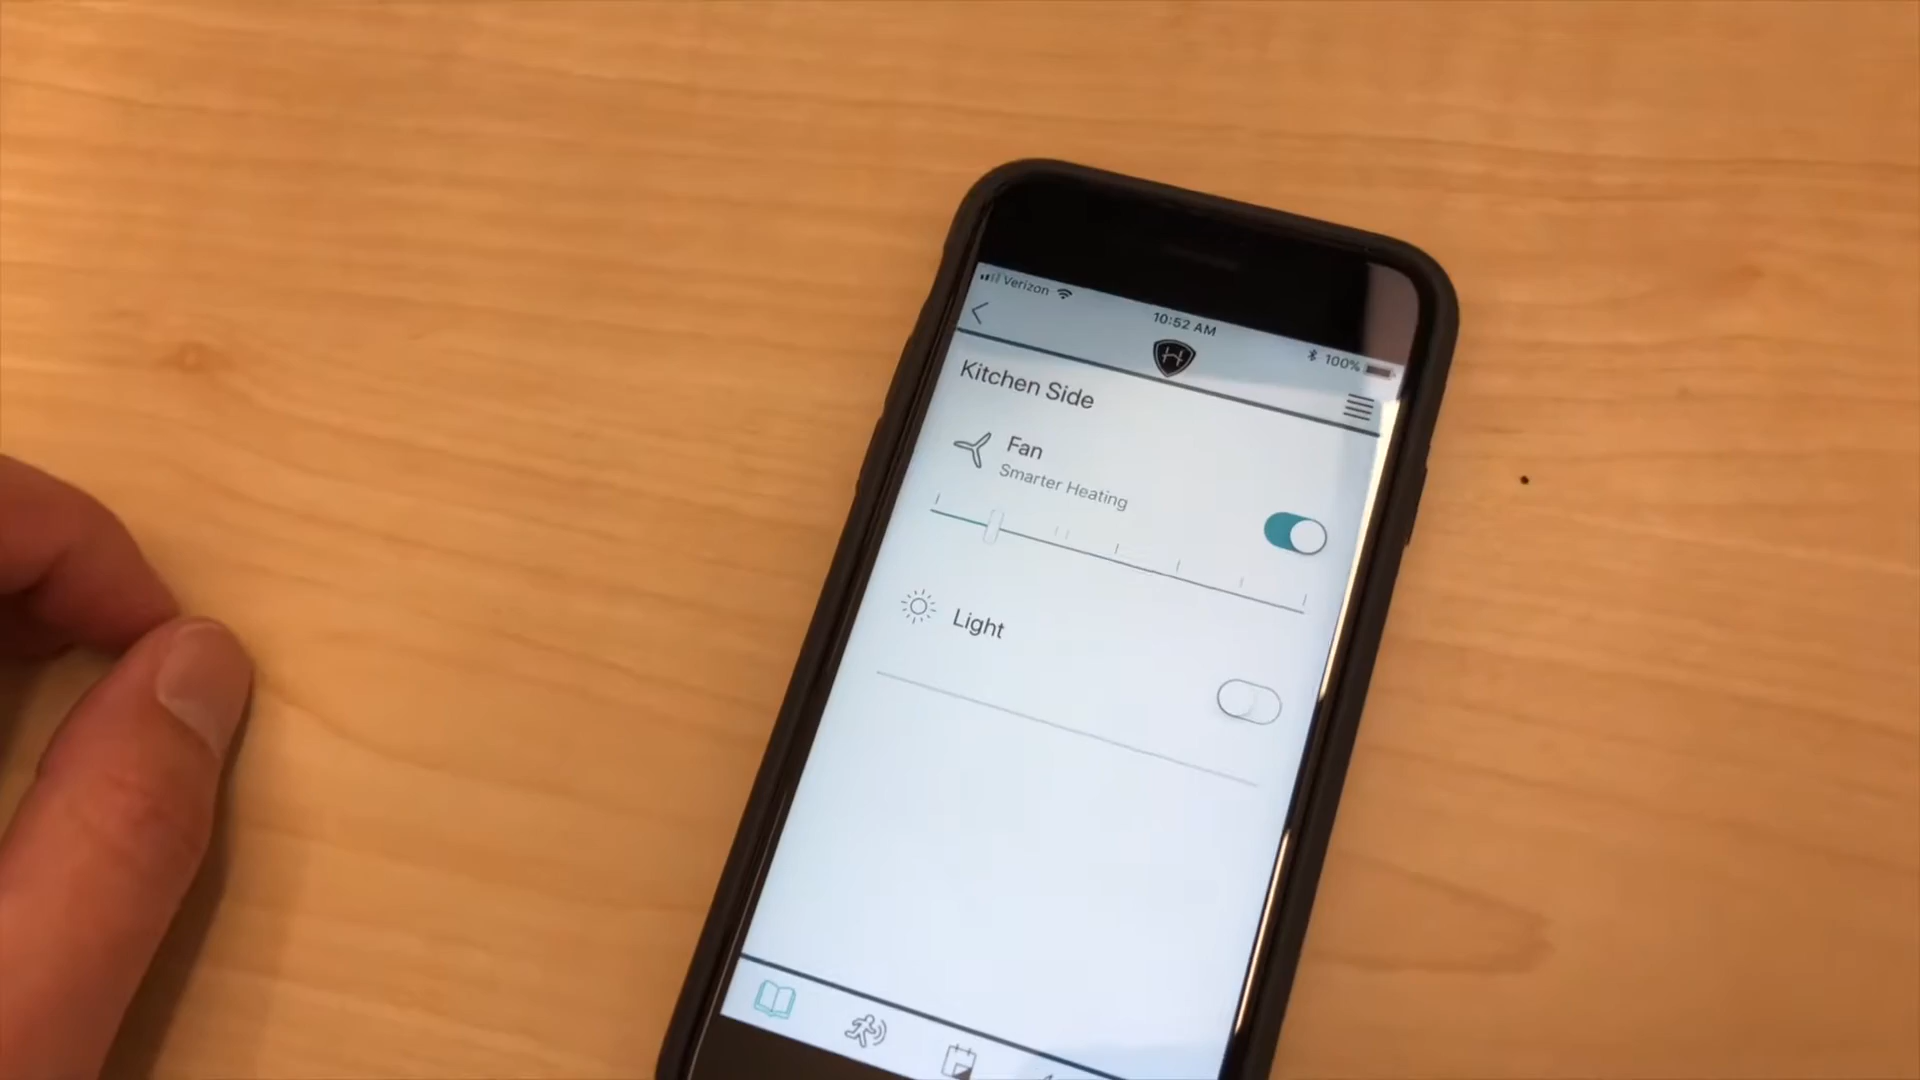 Verizon
10:52 AM
100%
Kitchen Side
Fan
Smarter Heating
Light